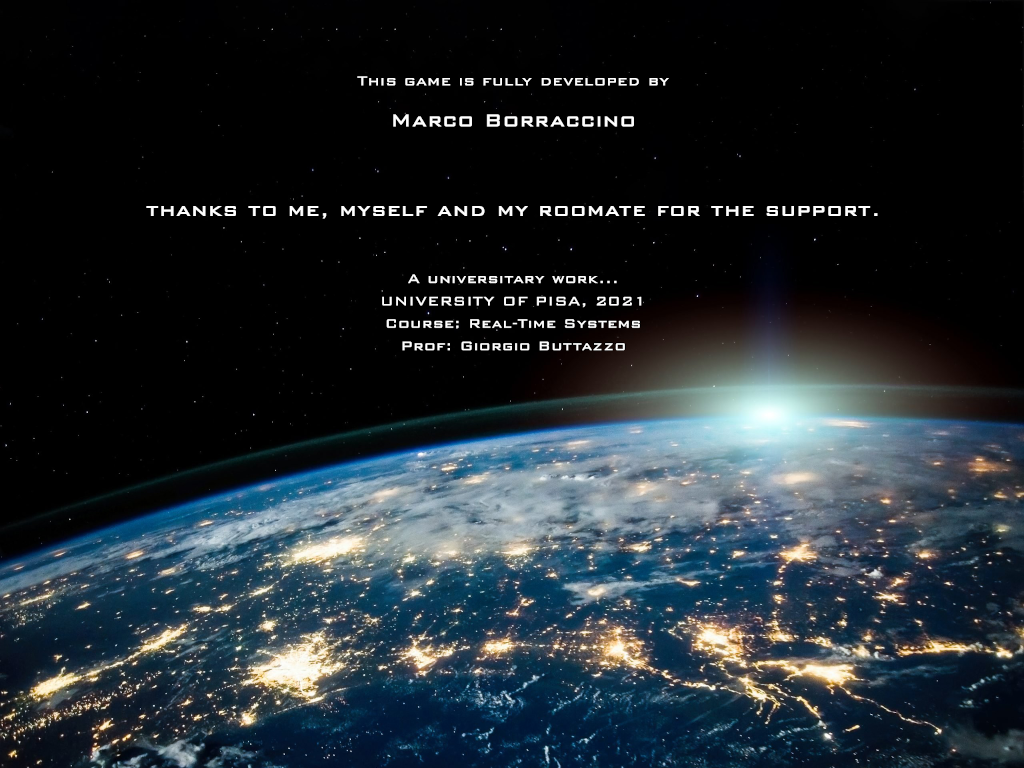 This game is fully developed by
Marco Borraccino
thanks to me, myself and my roomate for the support.
A universitary work...
UNIVERSITY OF PISA, 2021
Course: Real-Time Systems
Prof: Giorgio Buttazzo